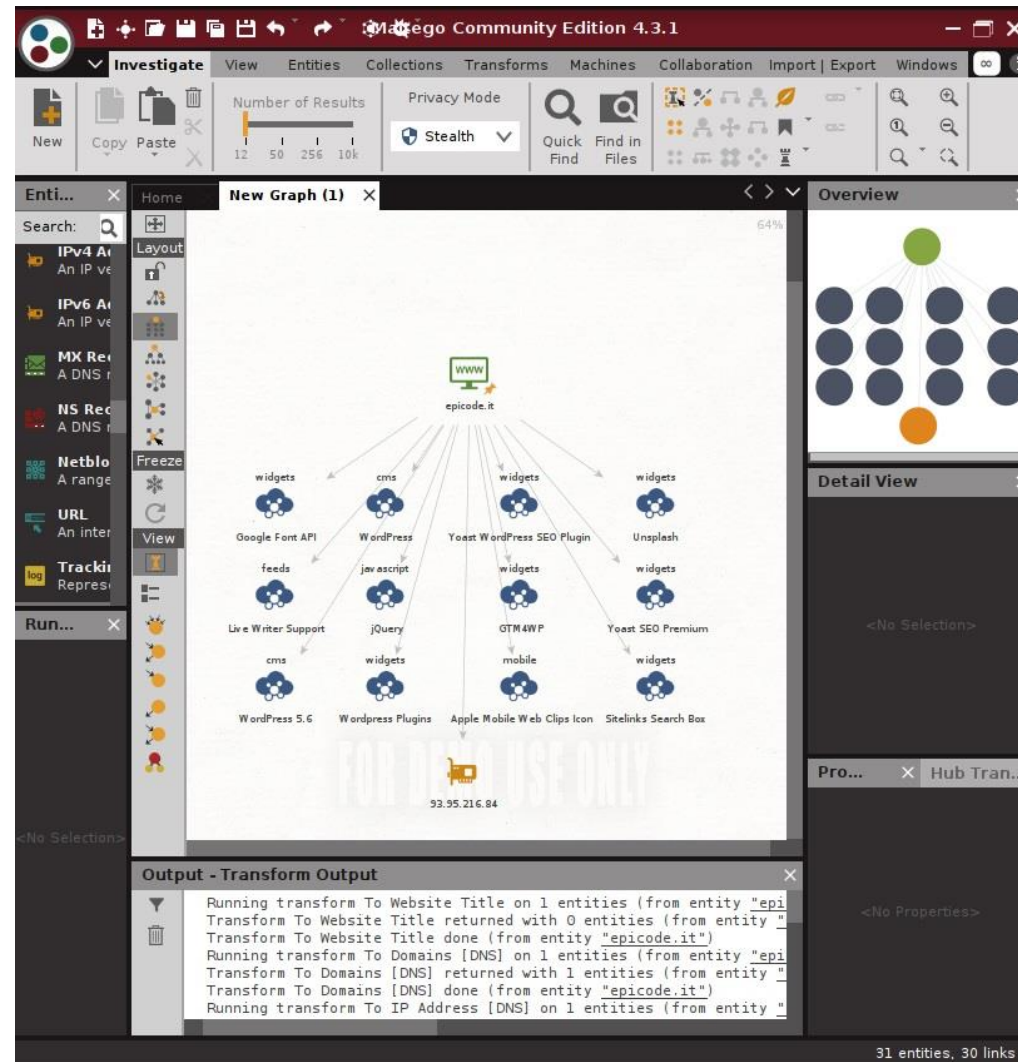 Maltego Community Edition 4.3.1
Investigate View Entities Collections Transforms Machines Collaboration Import | Export Windows
New
Copy
Paste
Number of Results
12 50 256 10k
Privacy Mode
Stealth
Quick Find
Find in Files
Enti...
Search:
IPv4 Ad
An IP ve
IPv6 Ad
An IP ve
MX Rec
A DNS r
NS Rec
A DNS r
Netblo
A range
URL
An inter
Trackin
Represe
Run...
<No Selection>
Home
New Graph (1)
Layout
Freeze
View
64%
www
epicode.it
widgets cms widgets widgets
Google Font API WordPress Yoast WordPress SEO Plugin Unsplash
feeds javascript widgets widgets
Live Writer Support jQuery GTM4WP Yoast SEO Premium
cms widgets mobile widgets
WordPress 5.6 Wordpress Plugins Apple Mobile Web Clips Icon Sitelinks Search Box
FOR DEMO USE ONLY
93.95.216.84
Overview
Detail View
<No Selection>
Pro... Hub Tran..
<No Properties>
Output - Transform Output
Running transform To Website Title on 1 entities (from entity "epi
Transform To Website Title returned with 0 entities (from entity "
Transform To Website Title done (from entity "epicode.it")
Running transform To Domains [DNS] on 1 entities (from entity "epi
Transform To Domains [DNS] returned with 1 entities (from entity "
Transform To Domains [DNS] done (from entity "epicode.it")
Running transform To IP Address [DNS] on 1 entities (from entity "
31 entities, 30 links